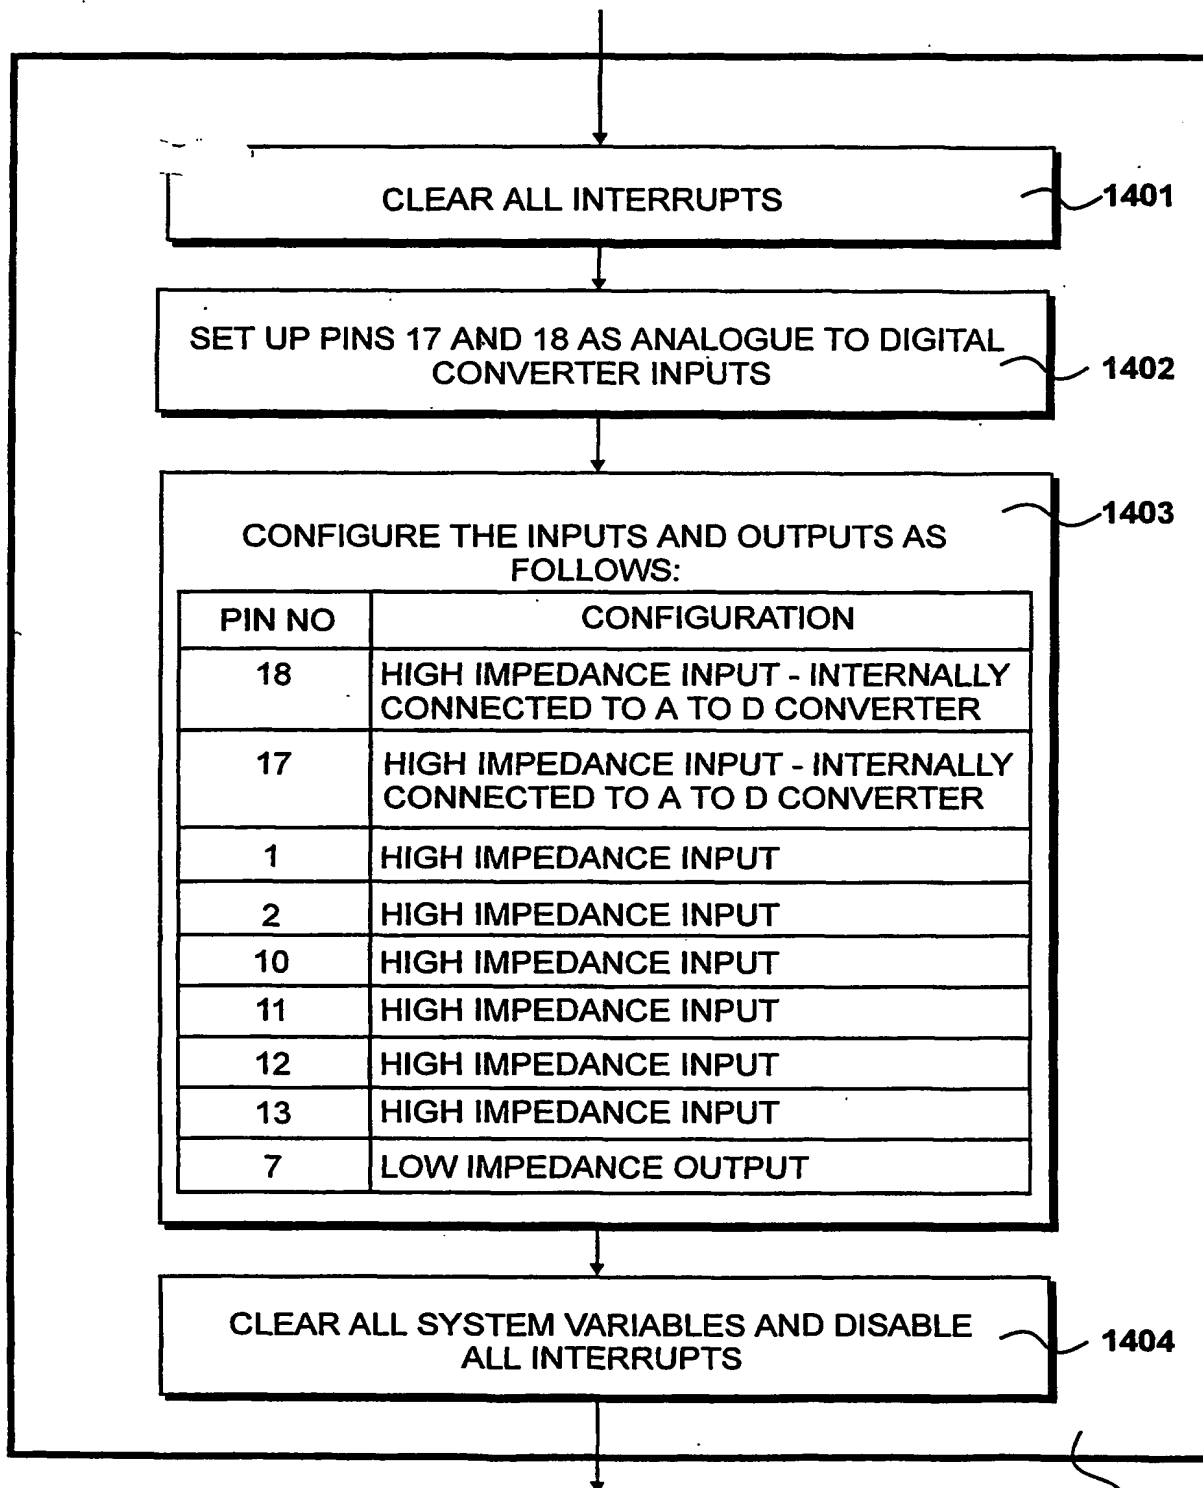 CLEAR ALL INTERRUPTS
1401
SET UP PINS 17 AND 18 AS ANALOGUE TO DIGITAL
CONVERTER INPUTS
1402
1403
CONFIGURE THE INPUTS AND OUTPUTS AS
FOLLOWS:
PIN NO CONFIGURATION
18 HIGH IMPEDANCE INPUT - INTERNALLY
CONNECTED TO A TO D CONVERTER
17 HIGH IMPEDANCE INPUT - INTERNALLY
CONNECTED TO A TO D CONVERTER
1 HIGH IMPEDANCE INPUT
2 HIGH IMPEDANCE INPUT
10 HIGH IMPEDANCE INPUT
11 HIGH IMPEDANCE INPUT
12 HIGH IMPEDANCE INPUT
13 HIGH IMPEDANCE INPUT
7 LOW IMPEDANCE OUTPUT
CLEAR ALL SYSTEM VARIABLES AND DISABLE
ALL INTERRUPTS
1404